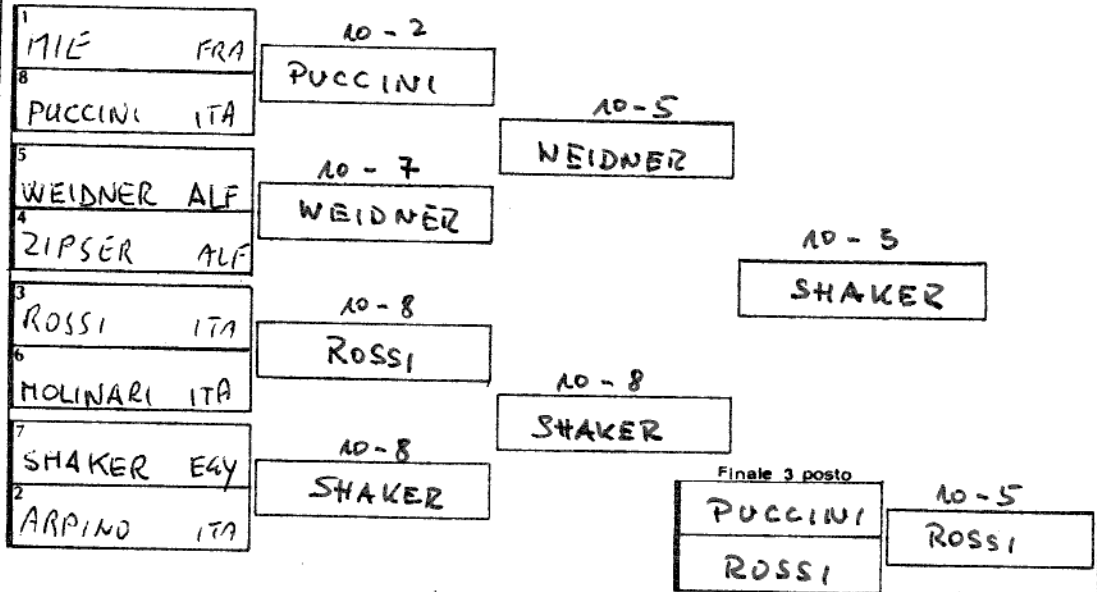 1
MIE FRA
8
PUCCINI ITA
10 - 2
PUCCINI
5
WEIDNER ALF
4
ZIPSER ALF
10 - 7
WEIDNER
10 - 5
WEIDNER
3
ROSSI ITA
6
MOLINARI ITA
10 - 8
ROSSI
7
SHAKER EGY
2
ARPINO ITA
10 - 8
SHAKER
10 - 8
SHAKER
10 - 5
SHAKER
Finale 3 posto
PUCCINI
ROSSI
10 - 5
ROSSI